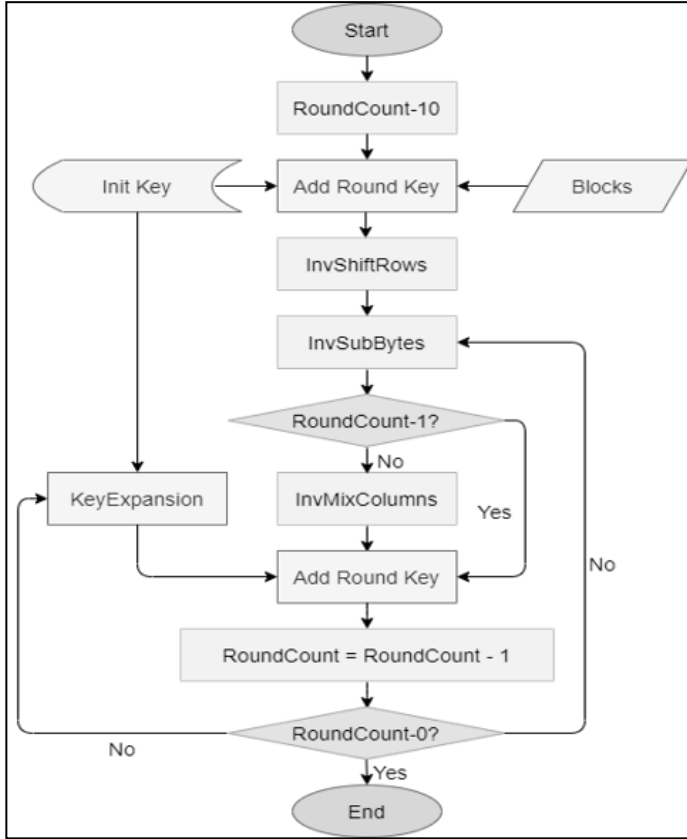 Start
RoundCount-10
Init Key
Add Round Key
Blocks
InvShiftRows
InvSubBytes
RoundCount-1?
No
KeyExpansion
InvMixColumns
Yes
No
Add Round Key
RoundCount = RoundCount - 1
RoundCount-0?
No
Yes
End